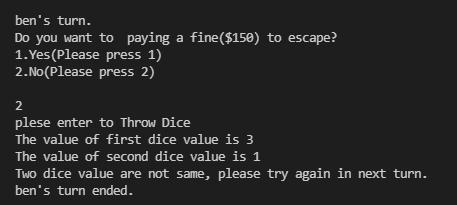 ben's turn.
Do you want to  paying a fine($150) to escape?
1.Yes(Please press 1)
2.No(Please press 2)
2
plese enter to Throw Dice
The value of first dice value is 3
The value of second dice value is 1
Two dice value are not same, please try again in next turn.
ben's turn ended.